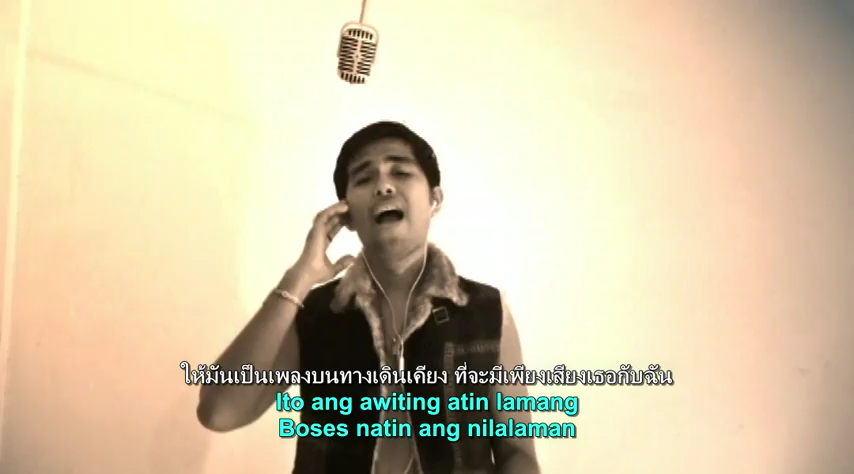 ให้มันเป็นเพลงบนทางเดินเคียง ที่จะมีเพียงเสียงเธอกับฉัน
Ito ang awiting atin lamang
Boses natin ang nilalaman